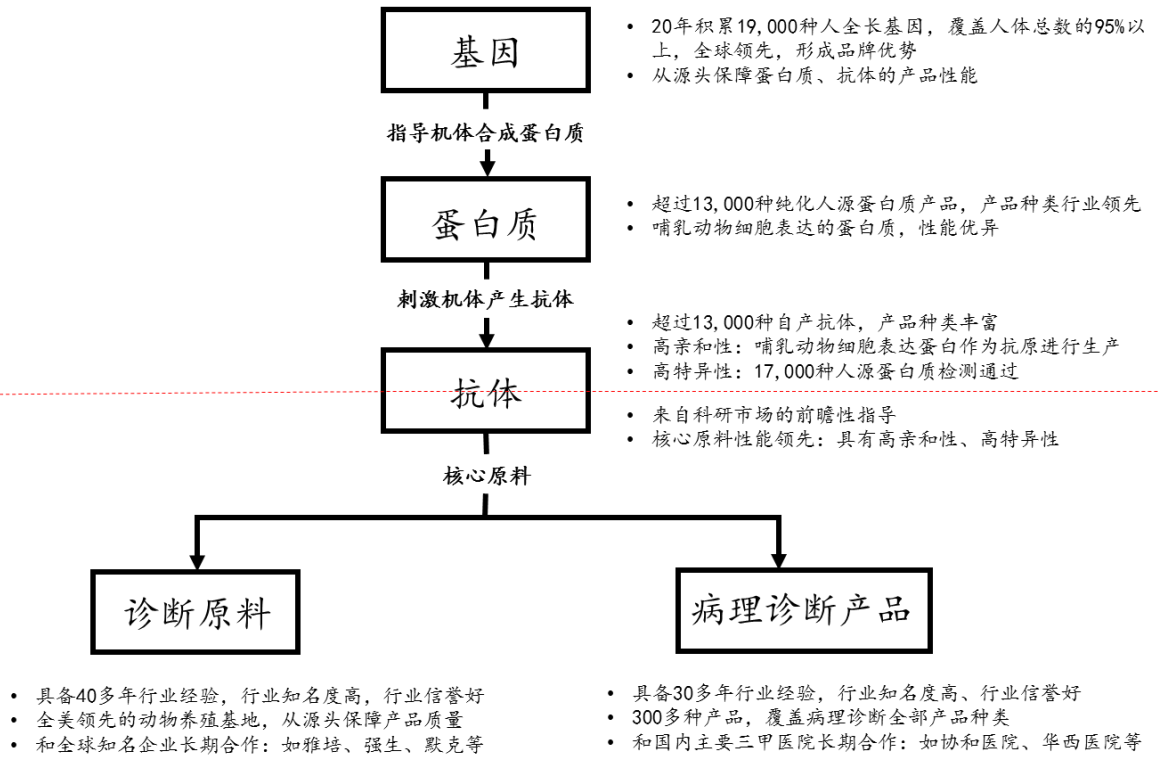 基因
• 20年积累19,000种人全长基因，覆盖人体总数的95%以
上，全球领先，形成品牌优势
• 从源头保障蛋白质、抗体的产品性能
指导机体合成蛋白质
蛋白质
• 超过13,000种纯化人源蛋白质产品，产品种类行业领先
• 哺乳动物细胞表达的蛋白质，性能优异
刺激机体产生抗体
• 超过13,000种自产抗体，产品种类丰富
• 高亲和性：哺乳动物细胞表达蛋白作为抗原进行生产
• 高特异性：17,000种人源蛋白质检测通过
抗体
• 来自科研市场的前瞻性指导
• 核心原料性能领先：具有高亲和性、高特异性
核心原料
诊断原料
• 具备40多年行业经验，行业知名度高，行业信誉好
• 全美领先的动物养殖基地，从源头保障产品质量
• 和全球知名企业长期合作：如雅培、强生、默克等
病理诊断产品
• 具备30多年行业经验，行业知名度高、行业信誉好
• 300多种产品，覆盖病理诊断全部产品种类
• 和国内主要三甲医院长期合作：如协和医院、华西医院等